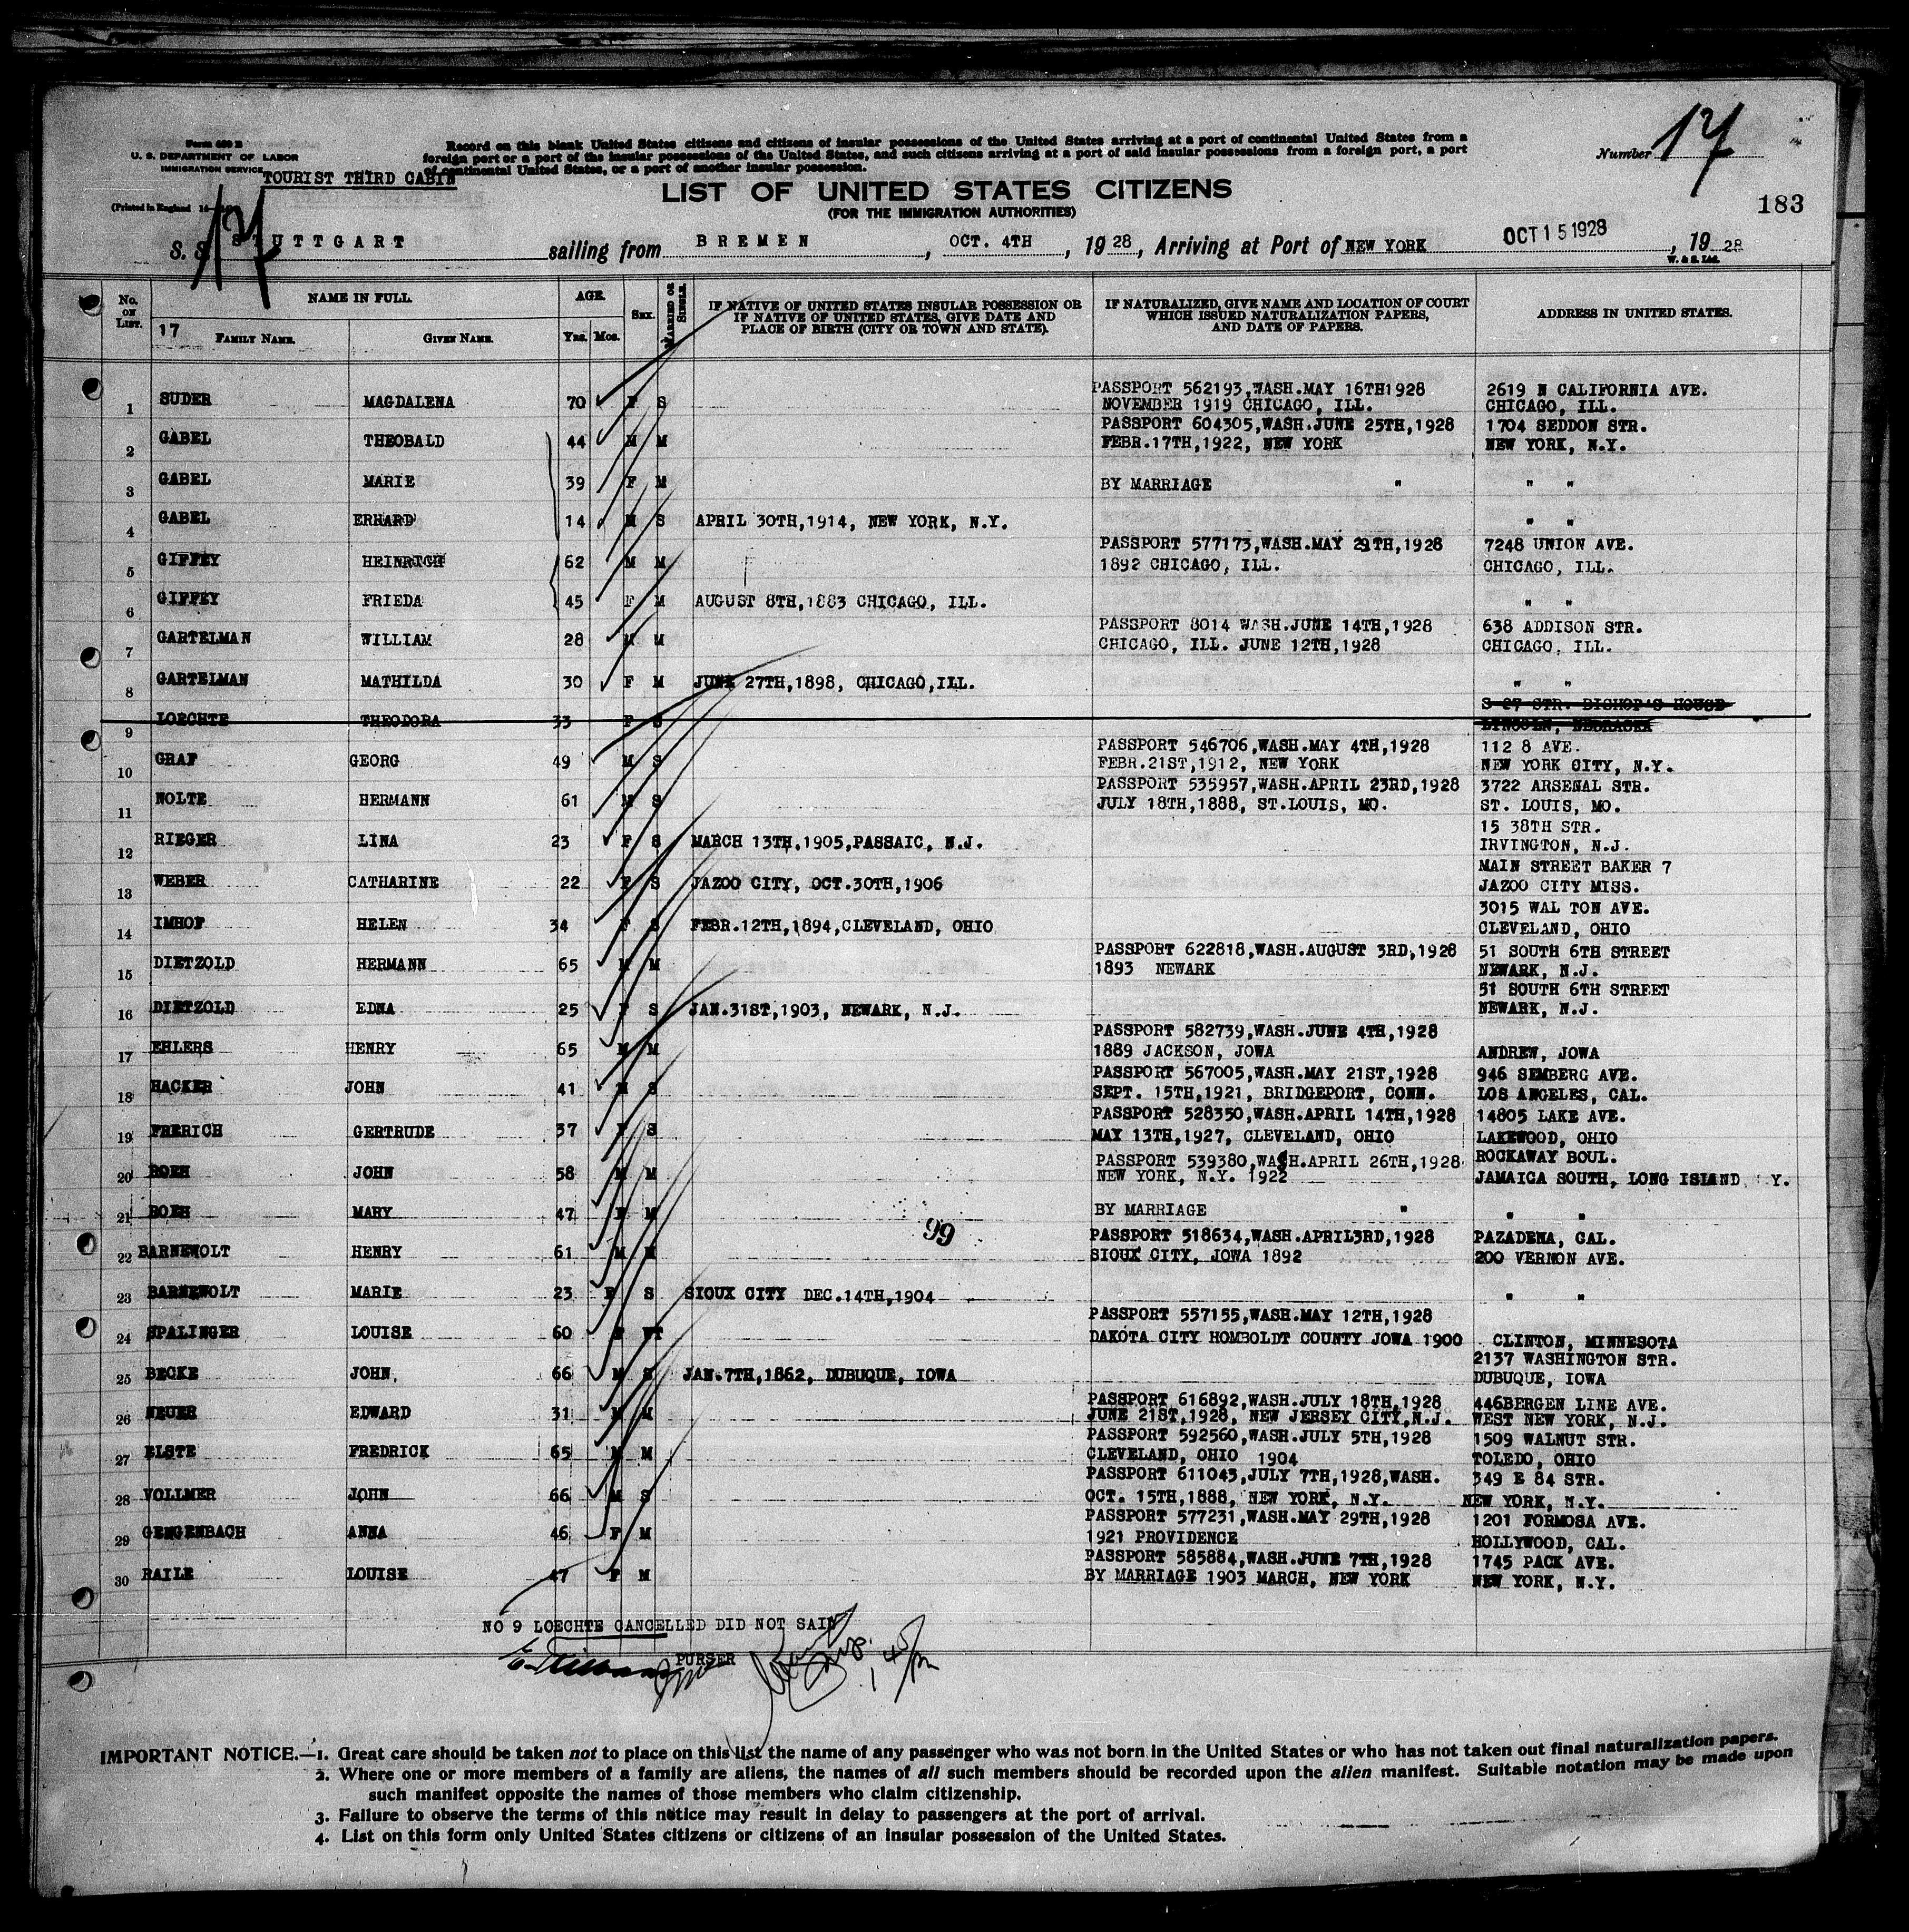 Form 630 B
U. S. DEPARTMENT OF LABOR
IMMIGRATION SERVICE
TOURIST THIRD CABIN
(Printed in England
Record on this blank United States citizens and citizens of insular possessions of the United States arriving at a port of continental United States from a
foreign port or a port of the insular possessions of the United States, and such citizens arriving at a port of said insular possessions from a foreign port, a port
of continental United States, or a port of another insular possession.
Number 17
17
183
LIST OF UNITED STATES CITIZENS
(FOR THE IMMIGRATION AUTHORITIES)
S. S. STUTTGART sailing from BREMEN, OCT. 4TH, 1928, Arriving at Port of NEW YORK OCT 15 1928, 1928
W. & S. Ltd.
No. ON LIST. NAME IN FULL. AGE. SEX. MARRIED OR SINGLE. IF NATIVE OF UNITED STATES INSULAR POSSESSION OR IF NATIVE OF UNITED STATES, GIVE DATE AND PLACE OF BIRTH (CITY OR TOWN AND STATE). IF NATURALIZED, GIVE NAME AND LOCATION OF COURT WHICH ISSUED NATURALIZATION PAPERS, AND DATE OF PAPERS. ADDRESS IN UNITED STATES.
17 FAMILY NAME. GIVEN NAME. Yrs. Mos.
PASSPORT 562193,WASH.MAY 16TH1928 2619 N CALIFORNIA AVE.
1 SUDER MAGDALENA 70 F S NOVEMBER 1919 CHICAGO, ILL. CHICAGO, ILL.
PASSPORT 604305,WASH.JUNE 25TH,1928 1704 SEDDON STR.
2 GABEL THEOBALD 44 M M FEBR.17TH,1922, NEW YORK NEW YORK, N.Y.
3 GABEL MARIE 39 F M BY MARRIAGE " " "
4 GABEL ERHARD 14 M S APRIL 30TH,1914, NEW YORK, N.Y. " "
PASSPORT 577173,WASH.MAY 29TH,1928 7248 UNION AVE.
5 GIFFEY HEINRICH 62 M M 1892 CHICAGO, ILL. CHICAGO, ILL.
6 GIFFEY FRIEDA 45 F M AUGUST 8TH,1883 CHICAGO, ILL. " "
PASSPORT 8014 WASH.JUNE 14TH,1928 638 ADDISON STR.
7 GARTELMAN WILLIAM 28 M M CHICAGO, ILL. JUNE 12TH,1928 CHICAGO, ILL.
8 GARTELMAN MATHILDA 30 F M JUNE 27TH,1898, CHICAGO,ILL. " "
S 27 STR. BISHOP'S HOUSE
9 LOECHTE THEODORA 33 F S LINCOLN, NEBRASKA
PASSPORT 546706,WASH.MAY 4TH,1928 112 8 AVE.
10 GRAF GEORG 49 M S FEBR.21ST,1912, NEW YORK NEW YORK CITY, N.Y.
PASSPORT 535957,WASH.APRIL 23RD,1928 3722 ARSENAL STR.
11 NOLTE HERMANN 61 M S JULY 18TH,1888, ST.LOUIS, MO. ST. LOUIS, MO.
15 38TH STR.
12 RIEGER LINA 23 F S MARCH 13TH,1905,PASSAIC, N.J. IRVINGTON, N.J.
MAIN STREET BAKER 7
13 WEBER CATHARINE 22 F S JAZOO CITY, OCT.30TH,1906 JAZOO CITY MISS.
3015 WAL TON AVE.
14 IMHOF HELEN 34 F S FEBR.12TH,1894,CLEVELAND, OHIO CLEVELAND, OHIO
PASSPORT 622818,WASH.AUGUST 3RD,1928 51 SOUTH 6TH STREET
15 DIETZOLD HERMANN 65 M M 1893 NEWARK NEWARK, N.J.
51 SOUTH 6TH STREET
16 DIETZOLD EDNA 25 F S JAN.31ST,1903, NEWARK, N.J. NEWARK, N.J.
PASSPORT 582739,WASH.JUNE 4TH,1928
17 EHLERS HENRY 65 M M 1889 JACKSON, JOWA ANDREW, JOWA
PASSPORT 567005,WASH.MAY 21ST,1928 946 SEMBERG AVE.
18 HACKER JOHN 41 M S SEPT. 15TH,1921, BRIDGEPORT, CONN. LOS ANGELES, CAL.
PASSPORT 528350,WASH.APRIL 14TH,1928 14805 LAKE AVE.
19 FRERICH GERTRUDE 37 F S MAY 13TH,1927, CLEVELAND, OHIO LAKEWOOD, OHIO
PASSPORT 539380,WASH.APRIL 26TH,1928 ROCKAWAY BOUL.
20 BOEH JOHN 58 M M NEW YORK, N.Y. 1922 JAMAICA SOUTH, LONG ISLAND Y.
21 BOEH MARY 47 F M BY MARRIAGE " " "
99
PASSPORT 518634,WASH.APRIL3RD,1928 PAZADENA, CAL.
22 BARNEWOLT HENRY 61 M M SIOUX CITY, JOWA 1892 200 VERNON AVE.
23 BARNEWOLT MARIE 23 F S SIOUX CITY DEC.14TH,1904 " "
PASSPORT 557155,WASH.MAY 12TH,1928
24 SPALINGER LOUISE 60 F WT DAKOTA CITY HOMBOLDT COUNTY JOWA 1900 CLINTON, MINNESOTA
2137 WASHINGTON STR.
25 BECKE JOHN, 66 M S JAN.7TH,1862, DUBUQUE, IOWA DUBUQUE, IOWA
PASSPORT 616892,WASH.JULY 18TH,1928 446BERGEN LINE AVE.
26 NEUER EDWARD 31 M M JUNE 21ST,1928, NEW JERSEY CITY,N.J. WEST NEW YORK, N.J.
PASSPORT 592560,WASH.JULY 5TH,1928 1509 WALNUT STR.
27 ELSTE FREDRICK 65 M M CLEVELAND, OHIO 1904 TOLEDO, OHIO
PASSPORT 611043,JULY 7TH,1928,WASH. 349 E 84 STR.
28 VOLLMER JOHN 66 M S OCT. 15TH,1888, NEW YORK, N.Y. NEW YORK, N.Y.
PASSPORT 577231,WASH.MAY 29TH,1928 1201 FORMOSA AVE.
29 GENGENBACH ANNA 46 F M 1921 PROVIDENCE HOLLYWOOD, CAL.
PASSPORT 585884,WASH.JUNE 7TH,1928 1745 PACK AVE.
30 RAILE LOUISE 47 F M BY MARRIAGE 1903 MARCH, NEW YORK NEW YORK, N.Y.
NO 9 LOECHTE CANCELLED DID NOT SAIL
PURSER
IMPORTANT NOTICE.—1. Great care should be taken not to place on this list the name of any passenger who was not born in the United States or who has not taken out final naturalization papers.
2. Where one or more members of a family are aliens, the names of all such members should be recorded upon the alien manifest. Suitable notation may be made upon
such manifest opposite the names of those members who claim citizenship.
3. Failure to observe the terms of this notice may result in delay to passengers at the port of arrival.
4. List on this form only United States citizens or citizens of an insular possession of the United States.